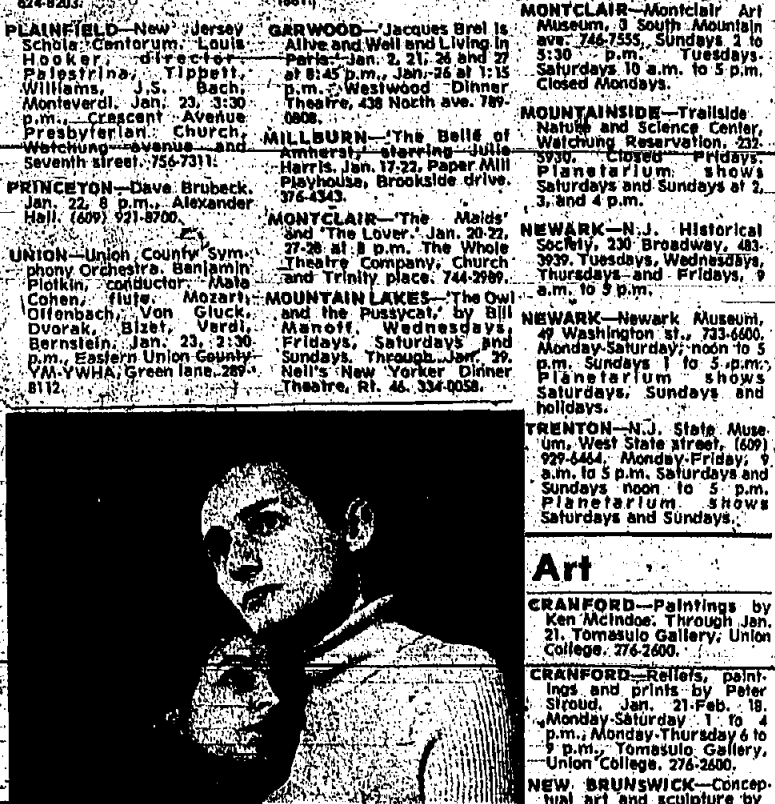 624-8203.
PLAINFIELD—New Jersey
Schola Cantorum. Louis
Hooker, director.
Palestrina, Tippett,
Williams, J.S. Bach,
Monteverdi. Jan. 23, 3:30
p.m., Crescent Avenue
Presbyterian Church,
Watchung avenue and
Seventh street. 756-7311.
PRINCETON—Dave Brubeck.
Jan. 22, 8 p.m., Alexander
Hall. (609) 921-8700.
UNION—Union County Sym-
phony Orchestra. Benjamin
Plotkin, conductor. Mata
Cohen, flute. Mozart,
Offenbach, Von Gluck,
Dvorak, Bizet, Verdi,
Bernstein. Jan. 23, 2:30
p.m., Eastern Union County
YM-YWHA, Green lane. 289-
8112.
GARWOOD—'Jacques Brel Is
Alive and Well and Living in
Paris.' Jan. 2, 21, 26 and 27
at 8:45 p.m., Jan. 26 at 1:15
p.m. Westwood Dinner
Theatre, 438 North ave. 789-
0808.
MILLBURN—'The Belle of
Amherst,' starring Julie
Harris. Jan. 17-22, Paper Mill
Playhouse, Brookside drive.
376-4343.
MONTCLAIR—'The Maids'
and 'The Lover.' Jan. 20-22,
27-28 at 8 p.m. The Whole
Theatre Company, Church
and Trinity place. 744-2989.
MOUNTAIN LAKES—'The Owl
and the Pussycat,' by Bill
Manoff. Wednesdays,
Fridays, Saturdays and
Sundays. Through Jan. 29.
Neil's New Yorker Dinner
Theatre, Rt. 46. 334-0058.
MONTCLAIR—Montclair Art
Museum, 3 South Mountain
ave. 746-7555. Sundays 2 to
5:30 p.m. Tuesdays-
Saturdays 10 a.m. to 5 p.m.
Closed Mondays.
MOUNTAINSIDE—Trailside
Nature and Science Center,
Watchung Reservation. 232-
5930. Closed Fridays.
Planetarium shows
Saturdays and Sundays at 2,
3, and 4 p.m.
NEWARK—N.J. Historical
Society, 230 Broadway, 483-
3939. Tuesdays, Wednesdays,
Thursdays and Fridays, 9
a.m. to 5 p.m.
NEWARK—Newark Museum,
49 Washington st., 733-6600.
Monday-Saturday, noon to 5
p.m. Sundays 1 to 5 p.m.
Planetarium shows
Saturdays, Sundays and
holidays.
TRENTON—N.J. State Muse-
um, West State street, (609)
929-6464, Monday-Friday, 9
a.m. to 5 p.m. Saturdays and
Sundays noon to 5 p.m.
Planetarium shows
Saturdays and Sundays.
Art
CRANFORD—Paintings by
Ken McIndoe. Through Jan.
21. Tomasulo Gallery, Union
College. 276-2600.
CRANFORD—Reliefs, paint-
ings and prints by Peter
Stroud. Jan. 21-Feb. 18.
Monday-Saturday 1 to 4
p.m., Monday-Thursday 6 to
9 p.m., Tomasulo Gallery,
Union College. 276-2600.
NEW BRUNSWICK—Concep-
tual art and sculpture by